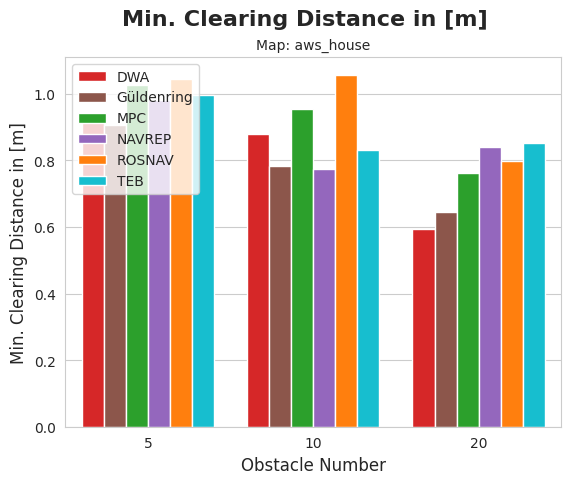 Min. Clearing Distance in [m]
Map: aws_house
DWA
Güldenring
MPC
NAVREP
ROSNAV
TEB
Min. Clearing Distance in [m]
1.0
0.8
0.6
0.4
0.2
0.0
5
10
20
Obstacle Number